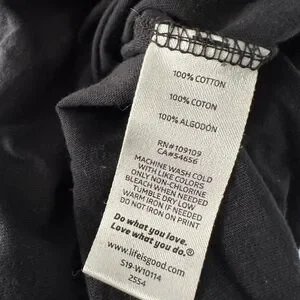 100% COTTON
100% COTON
100% ALGODÓN
RN#109109
CA#54656
MACHINE WASH COLD
WITH LIKE COLORS
ONLY NON-CHLORINE
BLEACH WHEN NEEDED
TUMBLE DRY LOW
WARM IRON IF NEEDED
DO NOT IRON ON PRINT
Do what you love.
Love what you do.®
www.lifeisgood.com
S19-W10114
2554